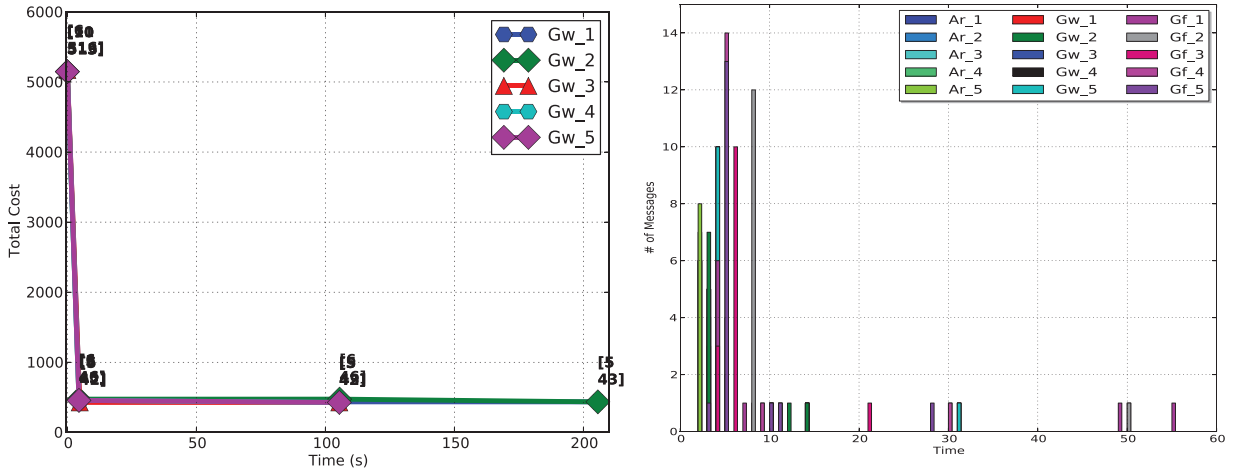 6000
5000
4000
3000
2000
1000
0
Total Cost
0
50
100
150
200
Time (s)
Gw_1
Gw_2
Gw_3
Gw_4
Gw_5
[5
43]
14
12
10
8
6
4
2
0
# of Messages
0
10
20
30
40
50
60
Time
Ar_1
Ar_2
Ar_3
Ar_4
Ar_5
Gw_1
Gw_2
Gw_3
Gw_4
Gw_5
Gf_1
Gf_2
Gf_3
Gf_4
Gf_5